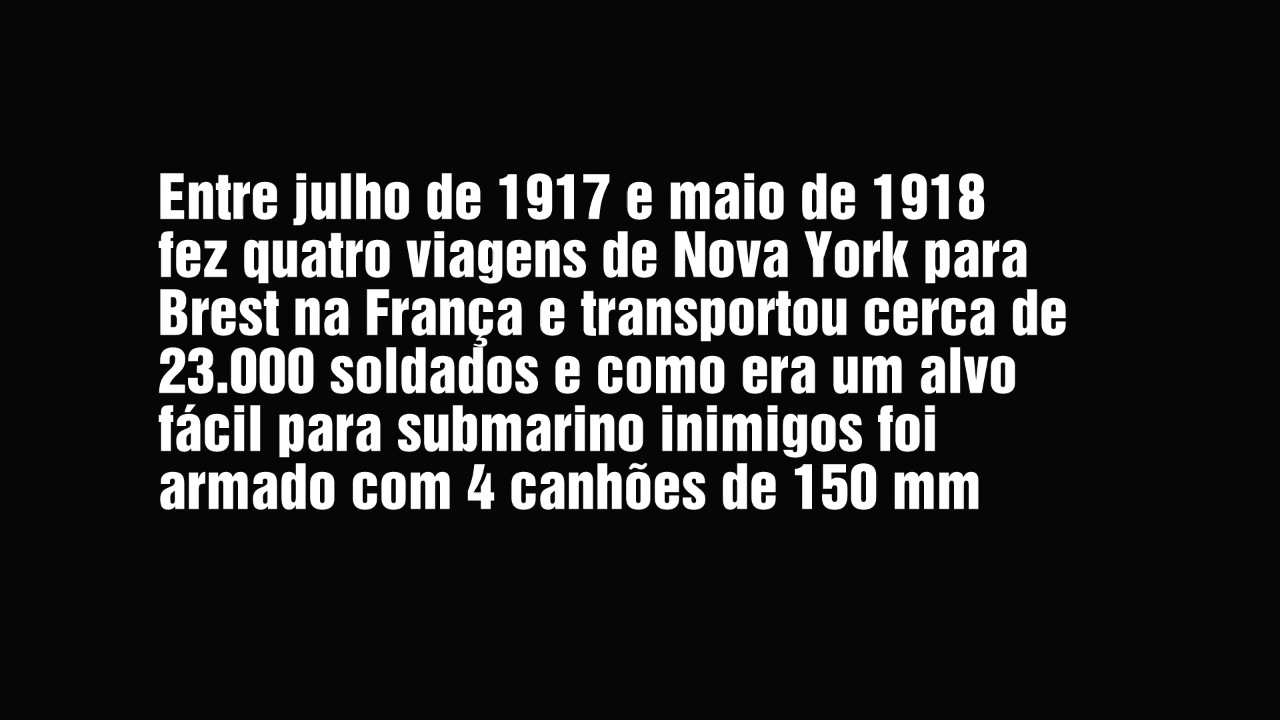 Entre julho de 1917 e maio de 1918
fez quatro viagens de Nova York para
Brest na França e transportou cerca de
23.000 soldados e como era um alvo
fácil para submarino inimigos foi
armado com 4 canhões de 150 mm